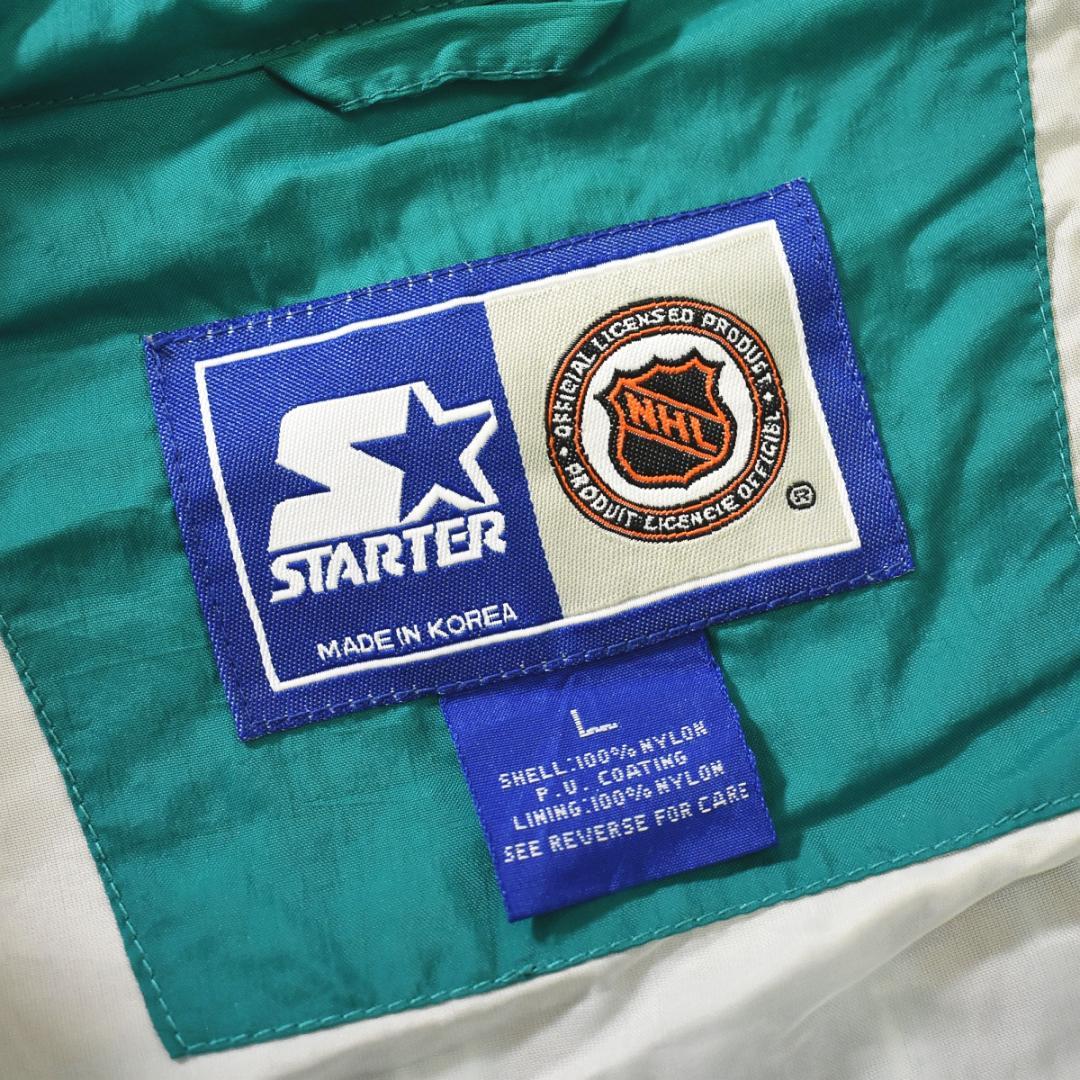 STARTER
MADE IN KOREA
OFFICIAL LICENSED PRODUCT
NHL
PRODUIT LICENCIE OFFICIEL
®
L
SHELL:100% NYLON
P.U. COATING
LINING:100% NYLON
SEE REVERSE FOR CARE